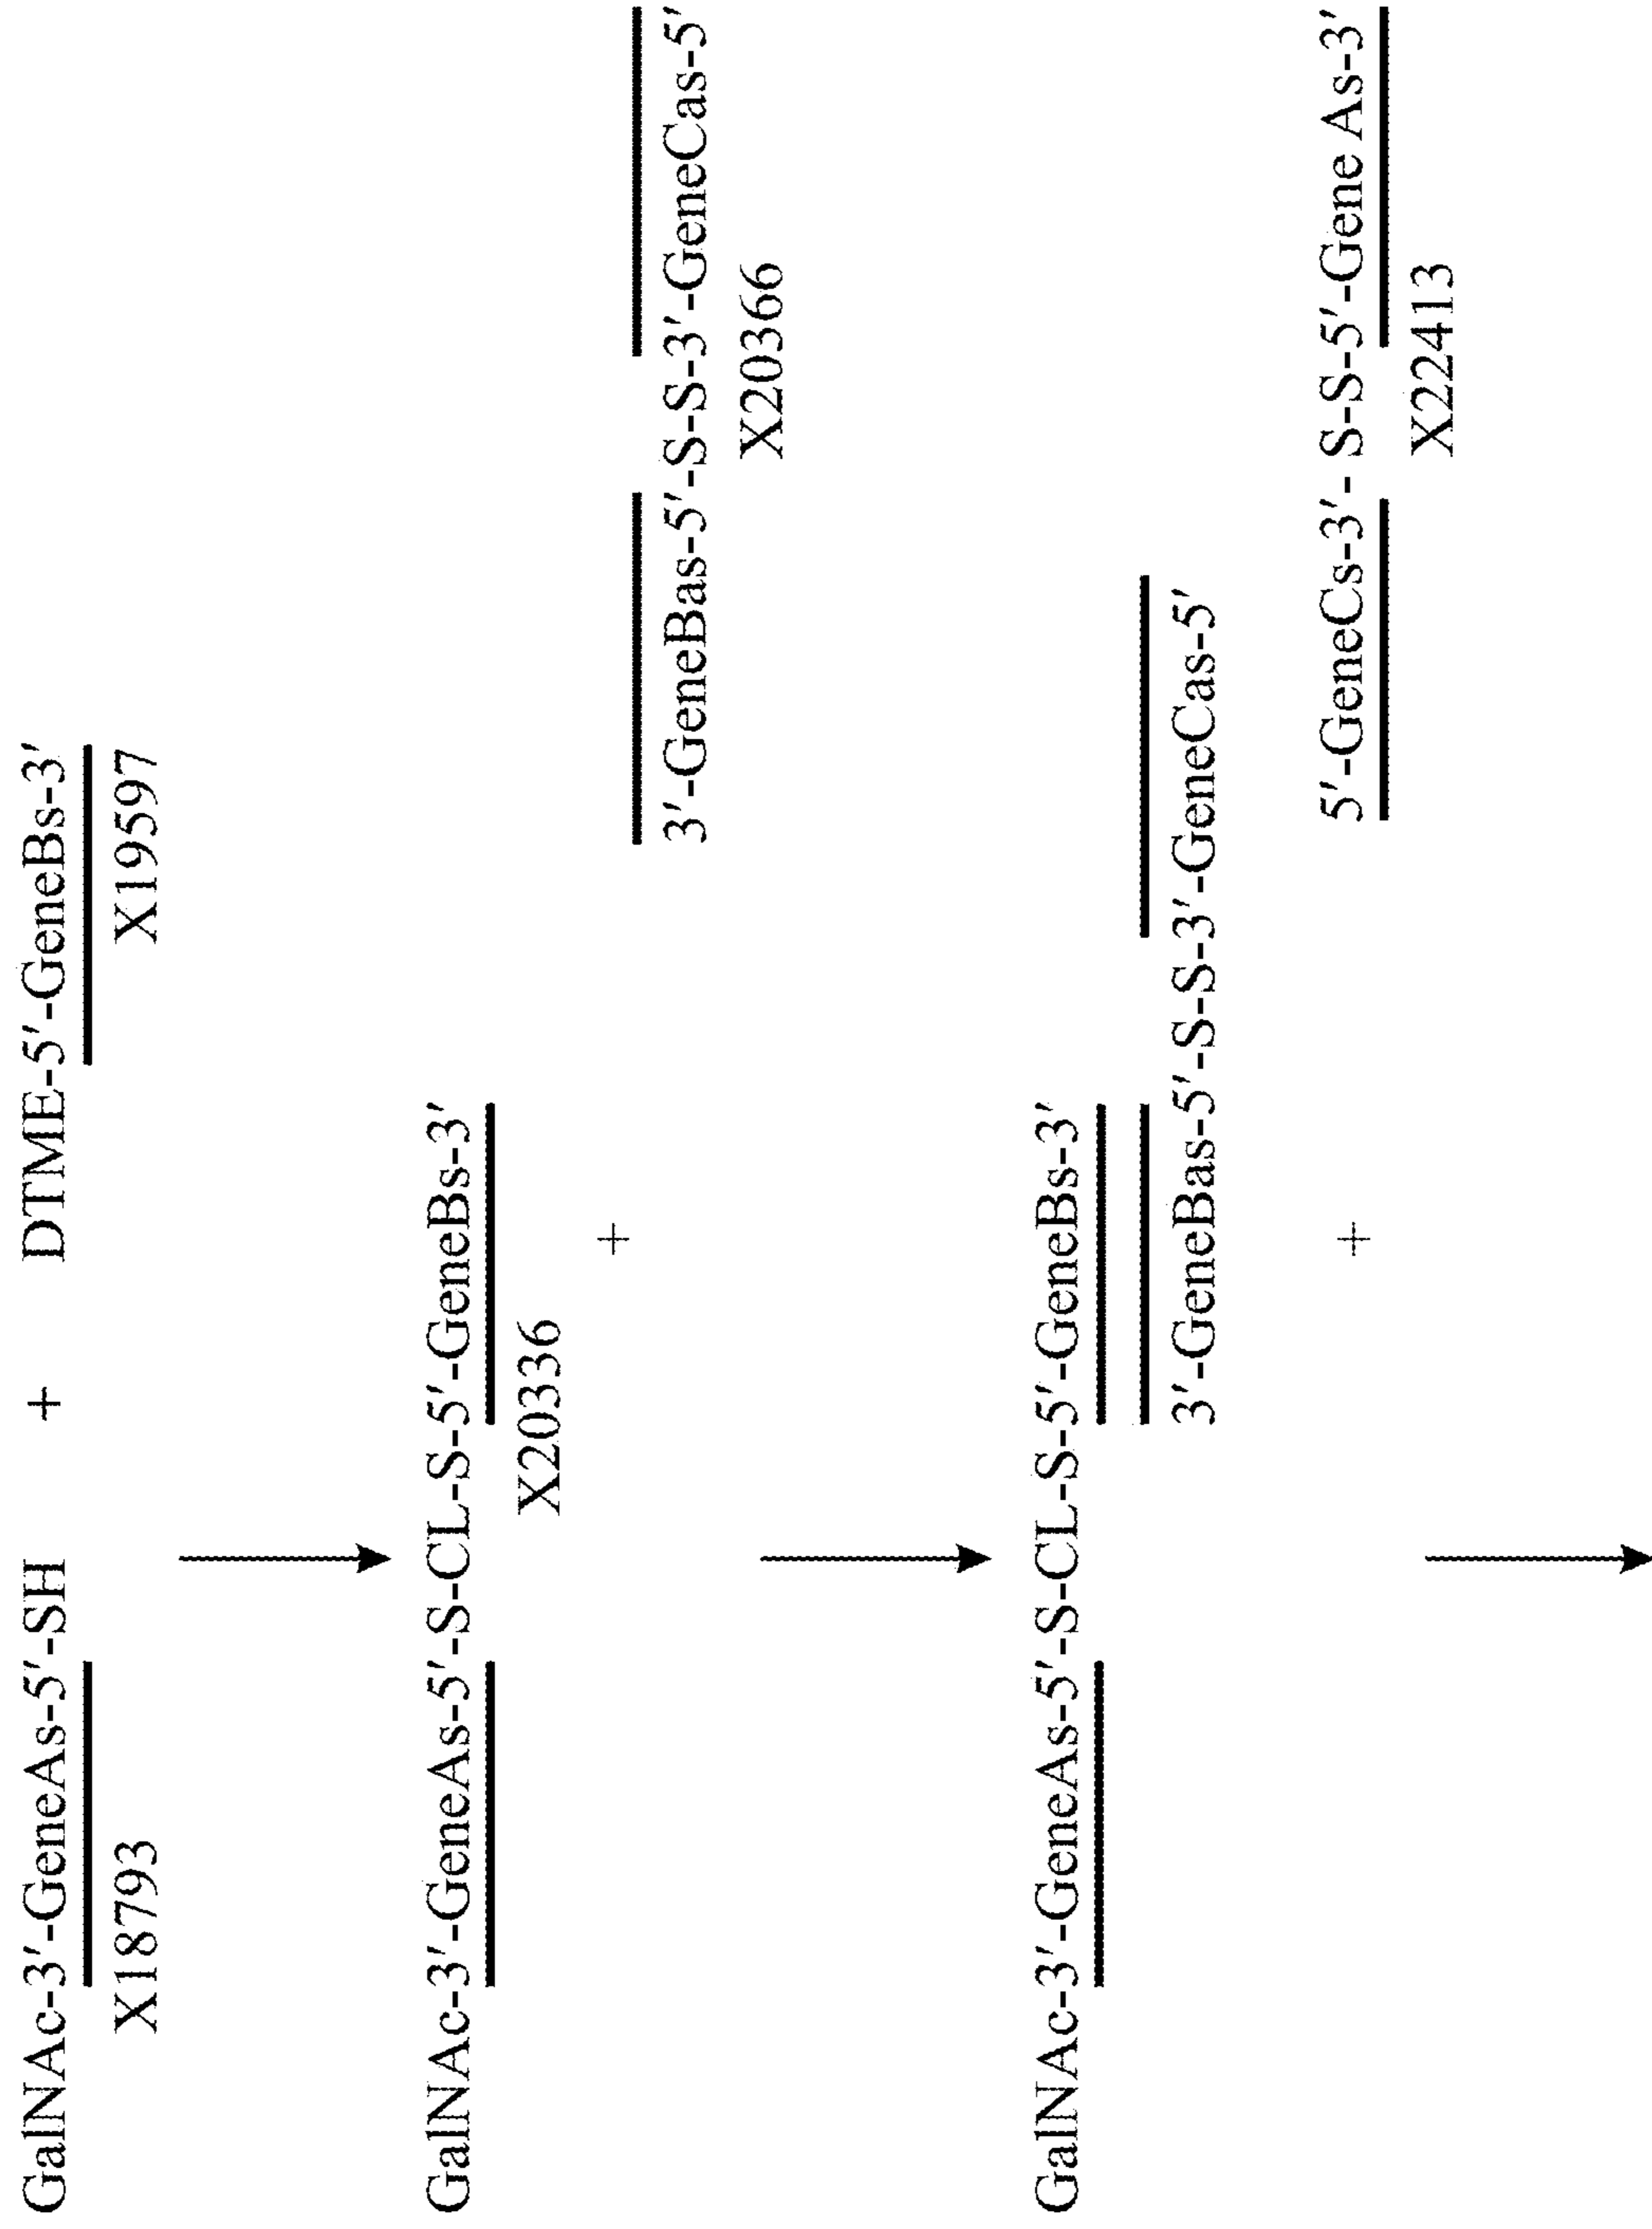 GalNAc-3′-GeneAs-5′-SH + DTME-5′-GeneBs-3′
X18793 X19597
GalNAc-3′-GeneAs-5′-S-CL-S-5′-GeneBs-3′
X20336
+
3′-GeneBas-5′-S-S-3′-GeneCas-5′
X20366
GalNAc-3′-GeneAs-5′-S-CL-S-5′-GeneBs-3′
3′-GeneBas-5′-S-S-3′-GeneCas-5′
+
5′-GeneCs-3′- S-S-5′-Gene As-3′
X22413